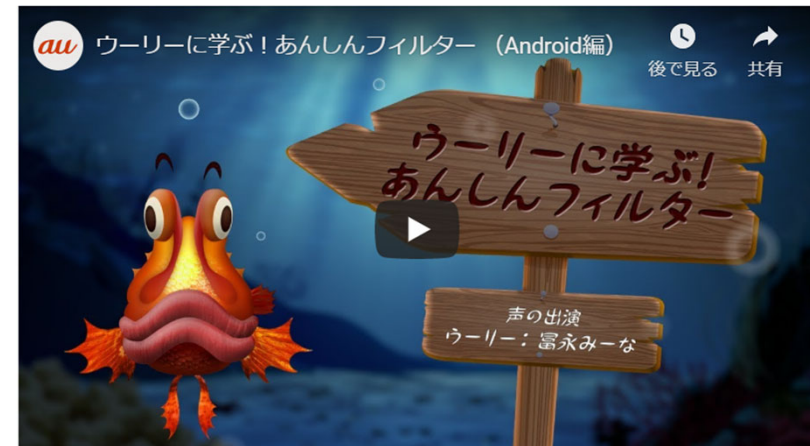 au
ウーリーに学ぶ!あんしんフィルター (Android編)
後で見る
共有
ウーリーに学ぶ!
あんしんフィルター
声の出演
ウーリー:冨永みーな